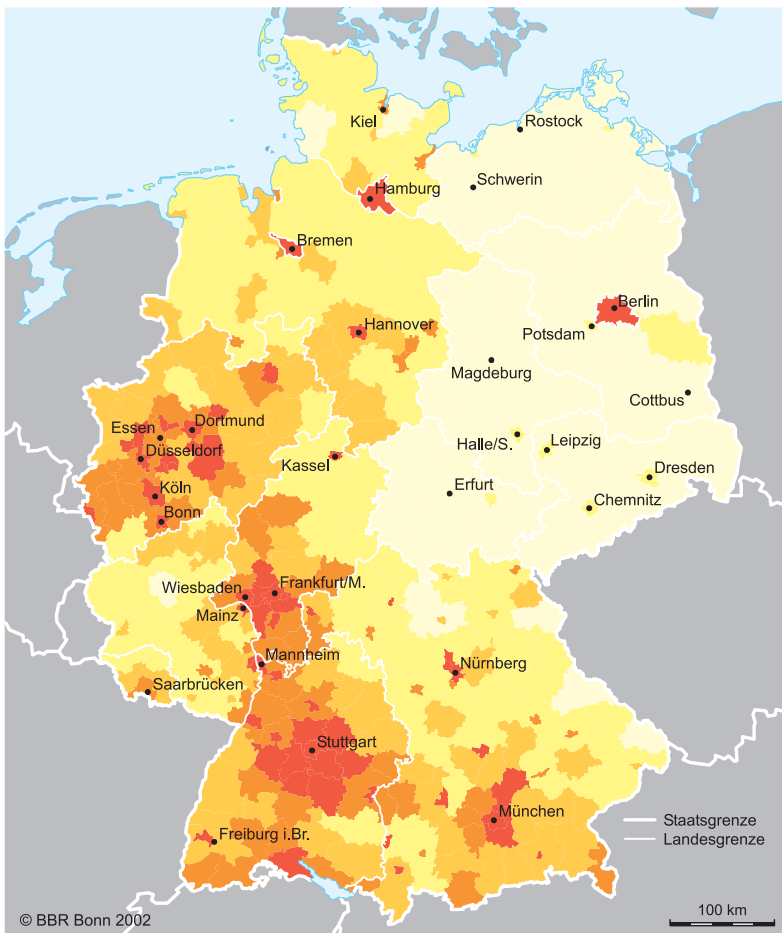 Kiel
Rostock
Schwerin
Hamburg
Bremen
Berlin
Hannover
Potsdam
Magdeburg
Cottbus
Essen
Dortmund
Düsseldorf
Halle/S.
Leipzig
Kassel
Dresden
Köln
Erfurt
Chemnitz
Bonn
Wiesbaden
Frankfurt/M.
Mainz
Mannheim
Nürnberg
Saarbrücken
Stuttgart
München
Staatsgrenze
Freiburg i.Br.
Landesgrenze
© BBR Bonn 2002
100 km